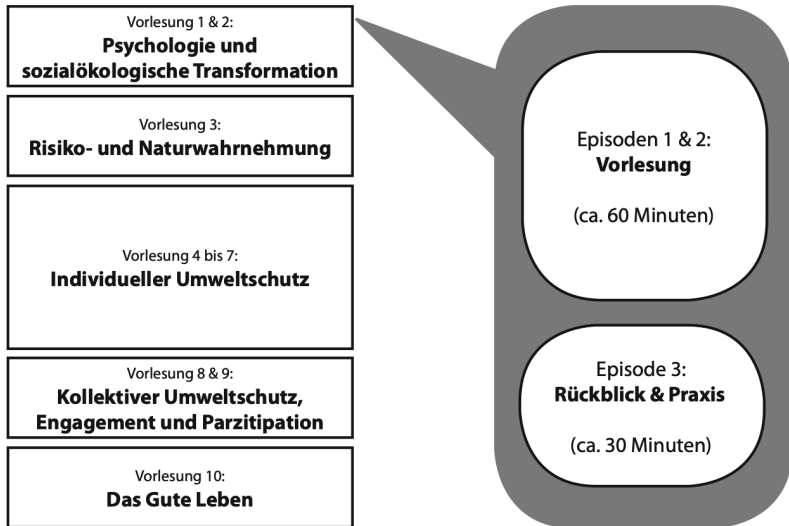 Vorlesung 1 & 2:
Psychologie und
sozialökologische Transformation
Vorlesung 3:
Risiko- und Naturwahrnehmung
Vorlesung 4 bis 7:
Individueller Umweltschutz
Vorlesung 8 & 9:
Kollektiver Umweltschutz,
Engagement und Parzitipation
Vorlesung 10:
Das Gute Leben
Episoden 1 & 2:
Vorlesung
(ca. 60 Minuten)
Episode 3:
Rückblick & Praxis
(ca. 30 Minuten)